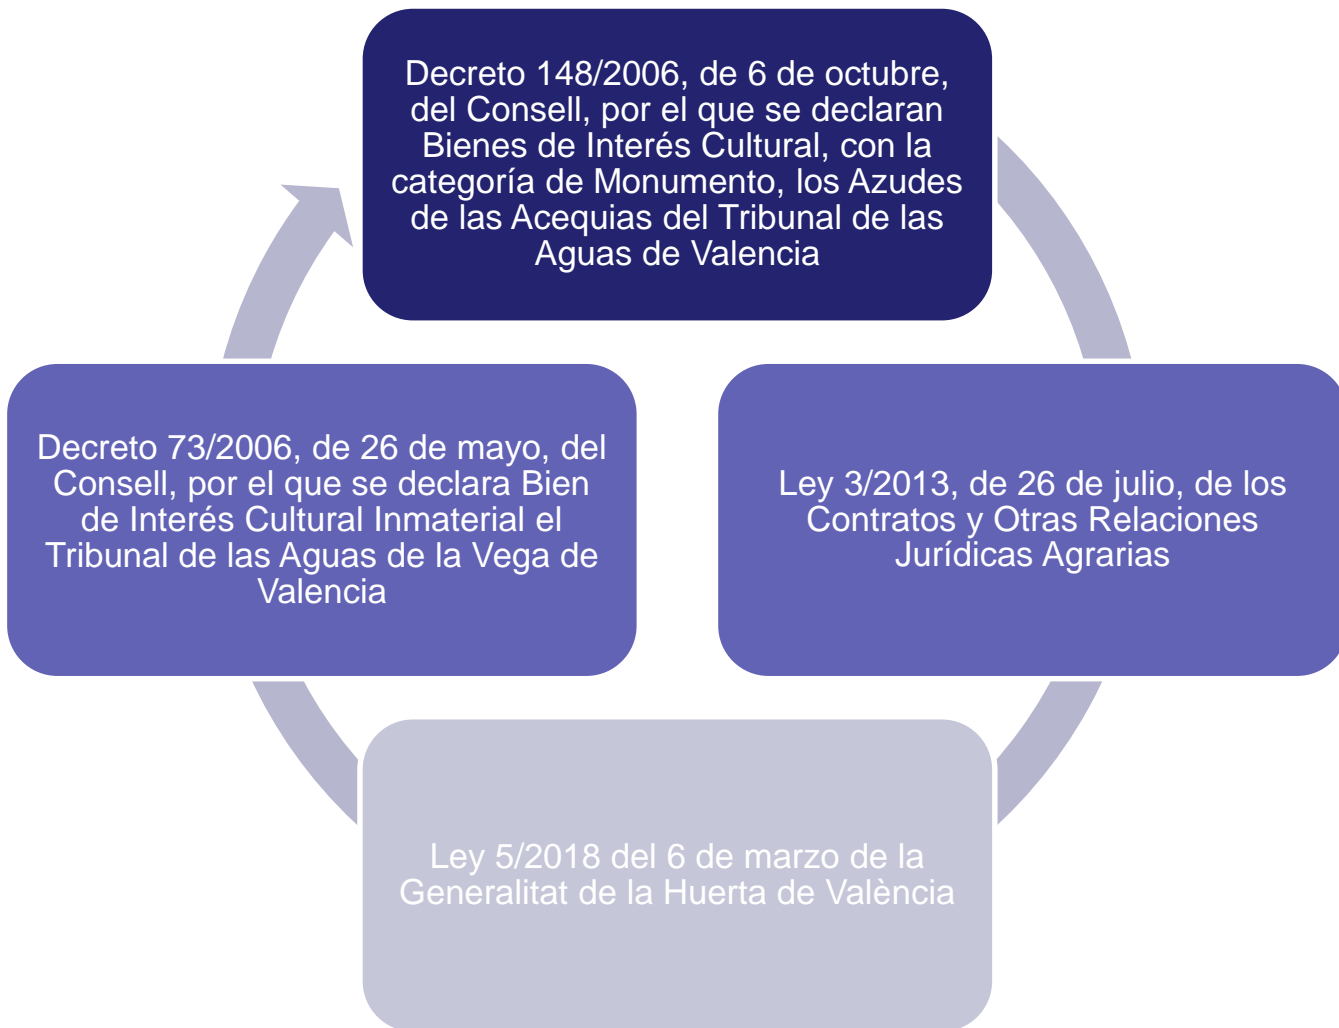 Decreto 148/2006, de 6 de octubre,
del Consell, por el que se declaran
Bienes de Interés Cultural, con la
categoría de Monumento, los Azudes
de las Acequias del Tribunal de las
Aguas de Valencia
Decreto 73/2006, de 26 de mayo, del
Consell, por el que se declara Bien
de Interés Cultural Inmaterial el
Tribunal de las Aguas de la Vega de
Valencia
Ley 3/2013, de 26 de julio, de los
Contratos y Otras Relaciones
Jurídicas Agrarias
Ley 5/2018 del 6 de marzo de la
Generalitat de la Huerta de València